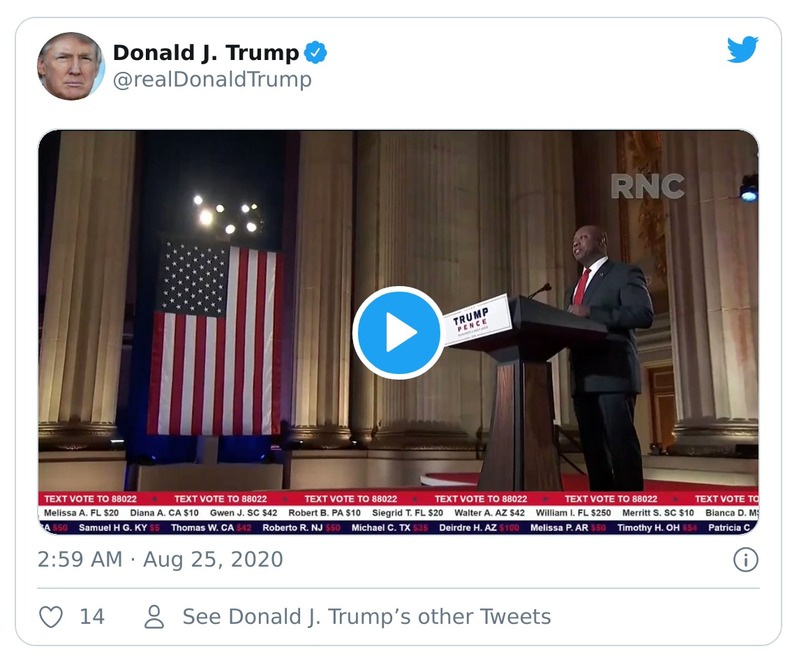 Donald J. Trump
@realDonaldTrump
RNC
TRUMP
PENCE
TEXT VOTE TO 88022 TEXT VOTE TO 88022 TEXT VOTE TO 88022 TEXT VOTE TO 88022 TEXT VOTE TO 88022 TEXT VOTE TO
Melissa A. FL $20 Diana A. CA $10 Gwen J. SC $42 Robert B. PA $10 Siegrid T. FL $20 Walter A. AZ $42 William I. FL $250 Merritt S. SC $10 Bianca D.
$50 Samuel H G. KY $5 Thomas W. CA $42 Roberto R. NJ $50 Michael C. TX $35 Deirdre H. AZ $100 Melissa P. AR $50 Timothy H. OH Patricia C
2:59 AM · Aug 25, 2020
14 See Donald J. Trump’s other Tweets